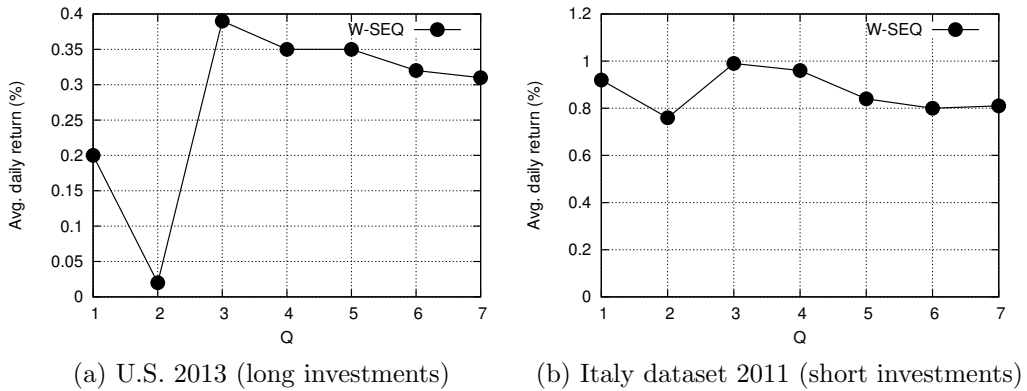 0.4
0.35
0.3
0.25
0.2
0.15
0.1
0.05
0
Avg. daily return (%)
W-SEQ
1 2 3 4 5 6 7
Q
(a) U.S. 2013 (long investments)
1.2
1
0.8
0.6
0.4
0.2
0
Avg. daily return (%)
W-SEQ
1 2 3 4 5 6 7
Q
(b) Italy dataset 2011 (short investments)